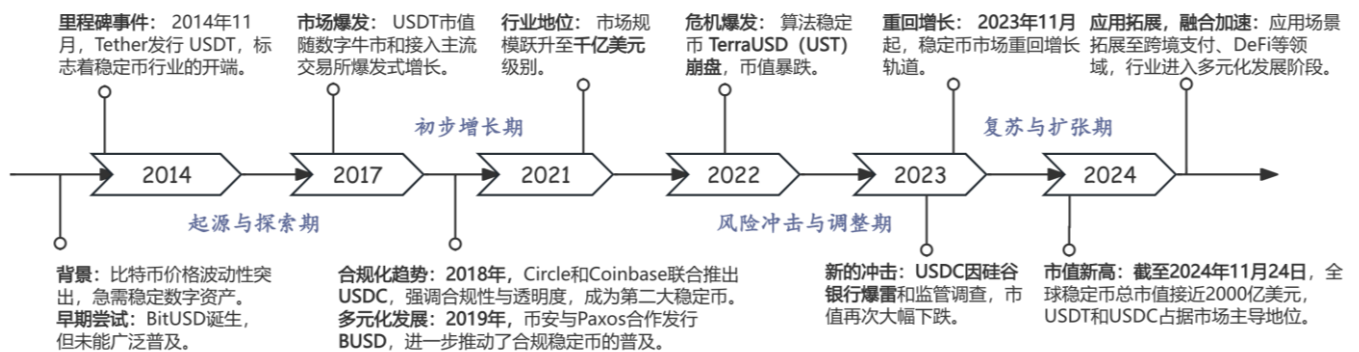 里程碑事件：2014年11
月，Tether发行 USDT，标
志着稳定币行业的开端。
市场爆发：USDT市值
随数字牛市和接入主流
交易所爆发式增长。
行业地位：市场规
模跃升至千亿美元
级别。
危机爆发：算法稳定
币 TerraUSD（UST）
崩盘，币值暴跌。
重回增长：2023年11月
起，稳定币市场重回增长
轨道。
应用拓展，融合加速：应用场景
拓展至跨境支付、DeFi等领
域，行业进入多元化发展阶段。
初步增长期
复苏与扩张期
2014
2017
2021
2022
2023
2024
起源与探索期
风险冲击与调整期
背景：比特币价格波动性突
出，急需稳定数字资产。
早期尝试：BitUSD诞生，
但未能广泛普及。
合规化趋势：2018年，Circle和Coinbase联合推出
USDC，强调合规性与透明度，成为第二大稳定币。
多元化发展：2019年，币安与Paxos合作发行
BUSD，进一步推动了合规稳定币的普及。
新的冲击：USDC因硅谷
银行爆雷和监管调查，市
值再次大幅下跌。
市值新高：截至2024年11月24日，全
球稳定币总市值接近2000亿美元，
USDT和USDC占据市场主导地位。